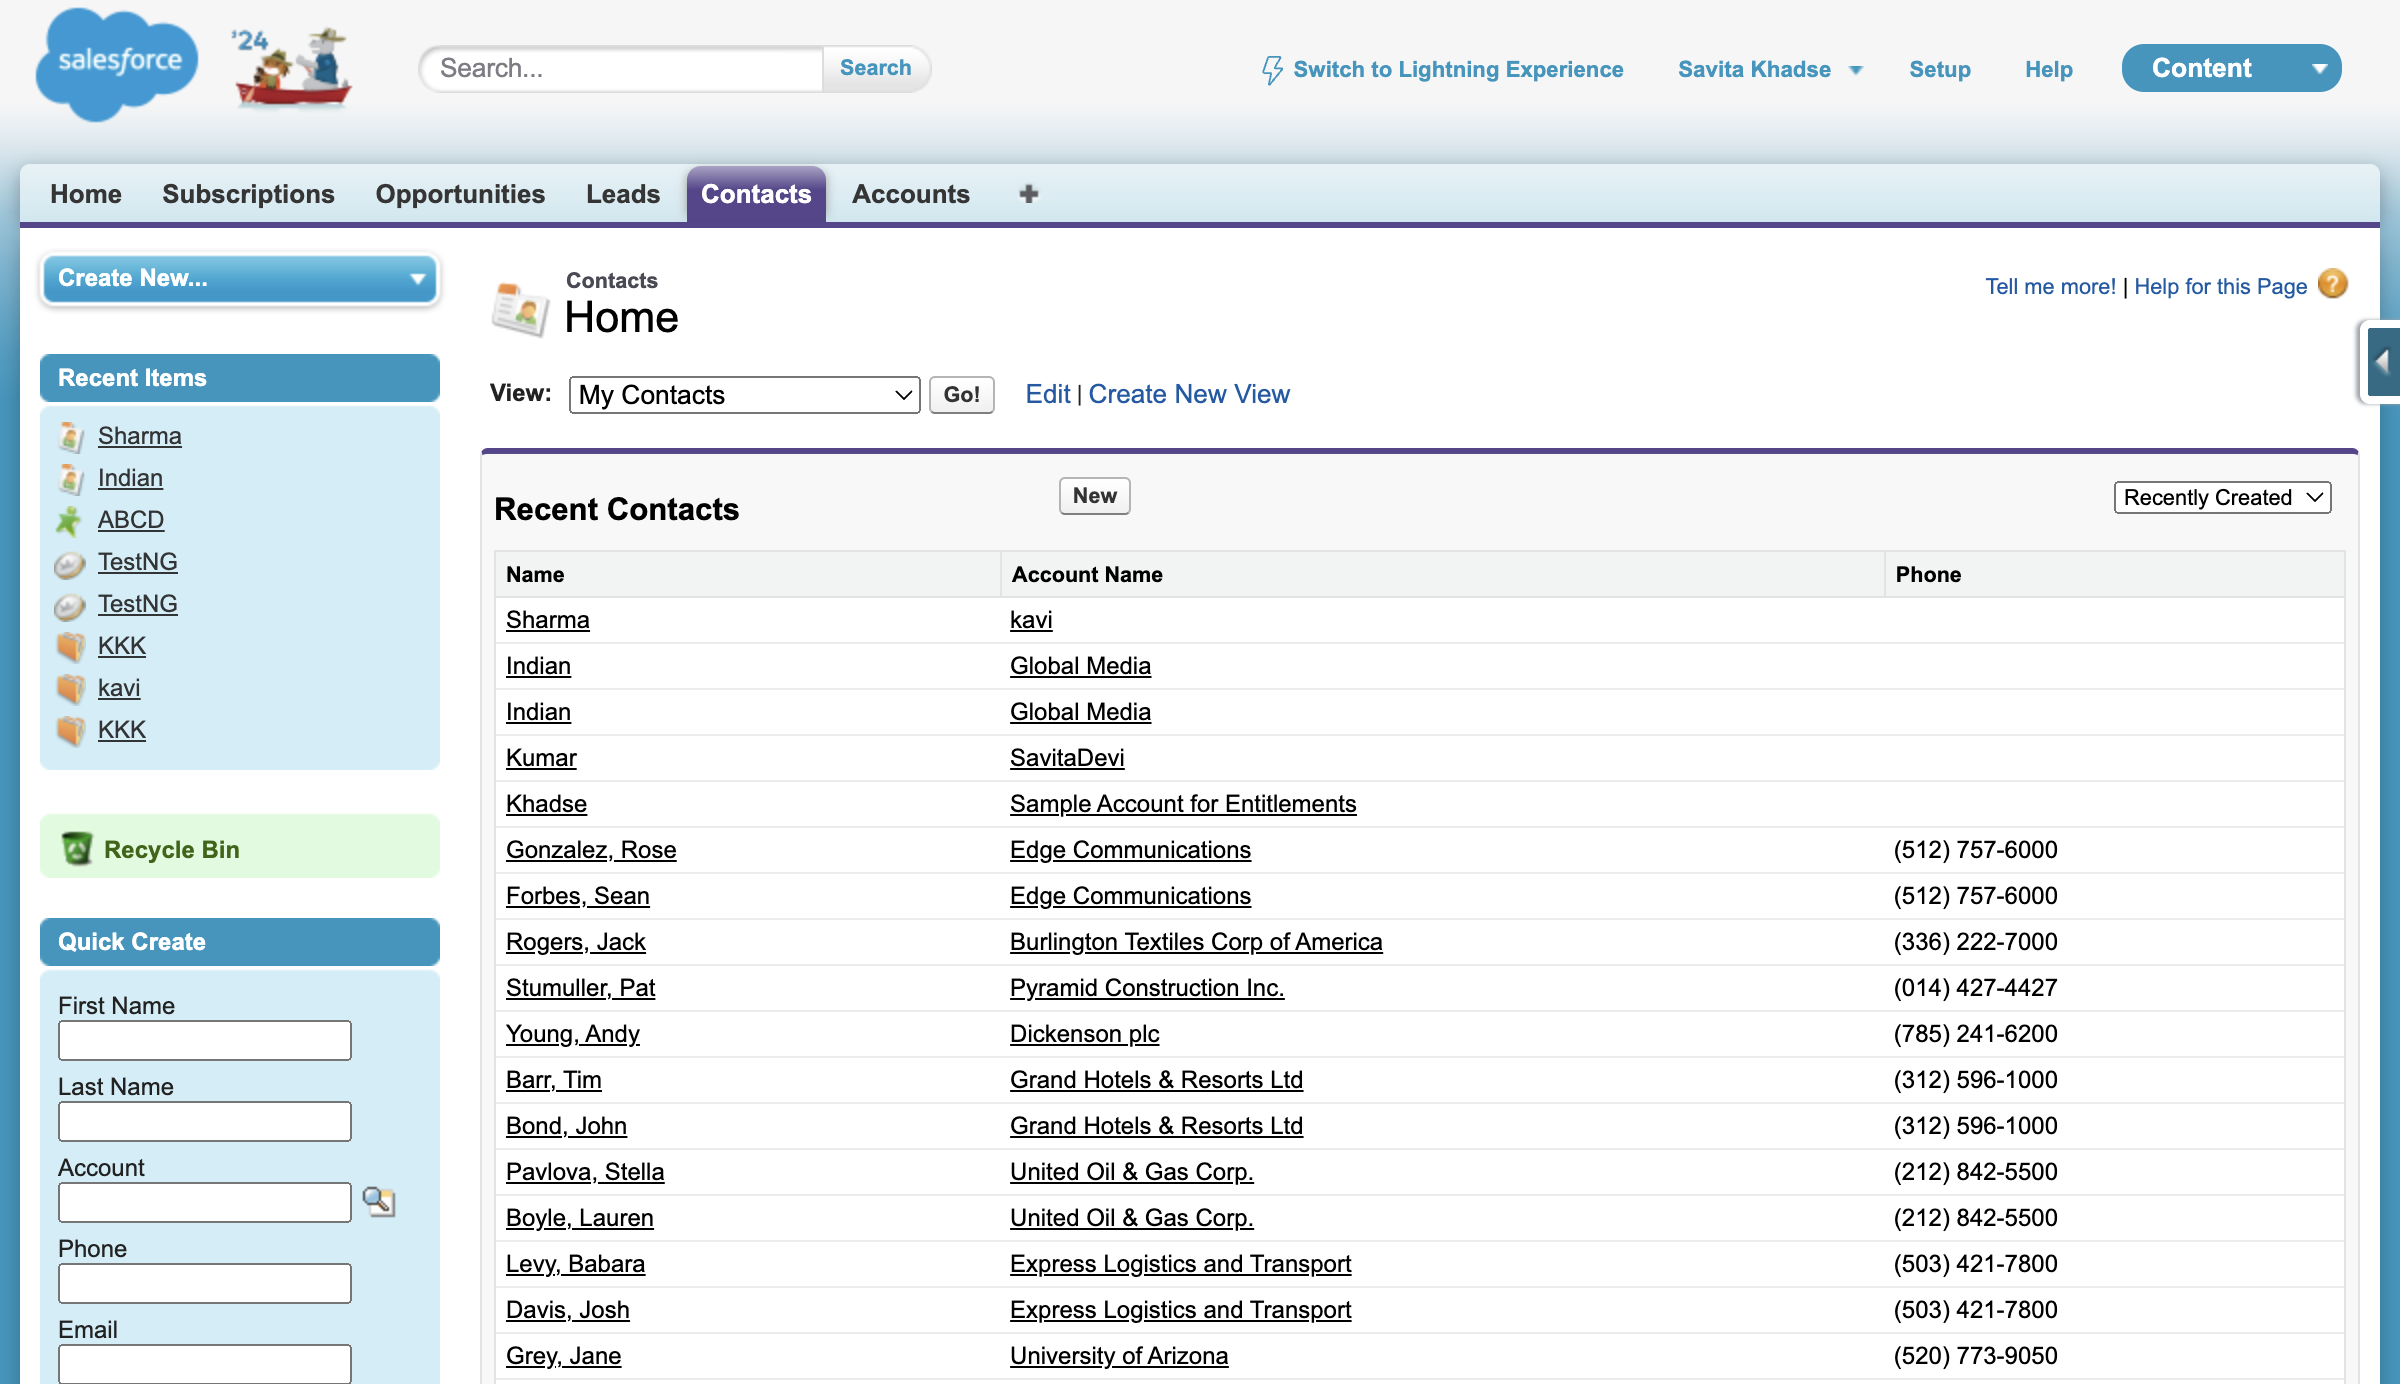 salesforce
'24
Search...
Search
Switch to Lightning Experience
Savita Khadse
Setup
Help
Content
Home
Subscriptions
Opportunities
Leads
Contacts
Accounts
Create New...
Contacts
Home
Tell me more! | Help for this Page ?
View: My Contacts Go! Edit | Create New View
Recent Items
Sharma
Indian
ABCD
TestNG
TestNG
KKK
kavi
KKK
Recycle Bin
Quick Create
First Name
Last Name
Account
Phone
Email
Recent Contacts
New
Recently Created
Name Account Name Phone
Sharma kavi
Indian Global Media
Indian Global Media
Kumar SavitaDevi
Khadse Sample Account for Entitlements
Gonzalez, Rose Edge Communications (512) 757-6000
Forbes, Sean Edge Communications (512) 757-6000
Rogers, Jack Burlington Textiles Corp of America (336) 222-7000
Stumuller, Pat Pyramid Construction Inc. (014) 427-4427
Young, Andy Dickenson plc (785) 241-6200
Barr, Tim Grand Hotels & Resorts Ltd (312) 596-1000
Bond, John Grand Hotels & Resorts Ltd (312) 596-1000
Pavlova, Stella United Oil & Gas Corp. (212) 842-5500
Boyle, Lauren United Oil & Gas Corp. (212) 842-5500
Levy, Babara Express Logistics and Transport (503) 421-7800
Davis, Josh Express Logistics and Transport (503) 421-7800
Grey, Jane University of Arizona (520) 773-9050